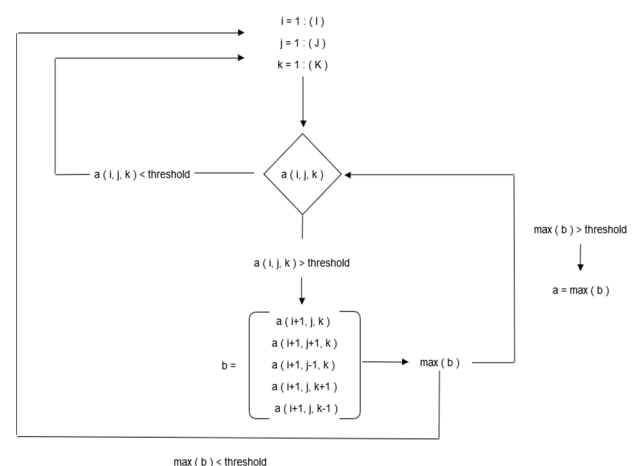 i = 1 : ( I )
j = 1 : ( J )
k = 1 : ( K )
a ( i, j, k ) < threshold
a ( i, j, k )
max ( b ) > threshold
a = max ( b )
a ( i, j, k ) > threshold
b =
a ( i+1, j, k )
a ( i+1, j+1, k )
a ( i+1, j-1, k )
a ( i+1, j, k+1 )
a ( i+1, j, k-1 )
max ( b )
max ( b ) < threshold